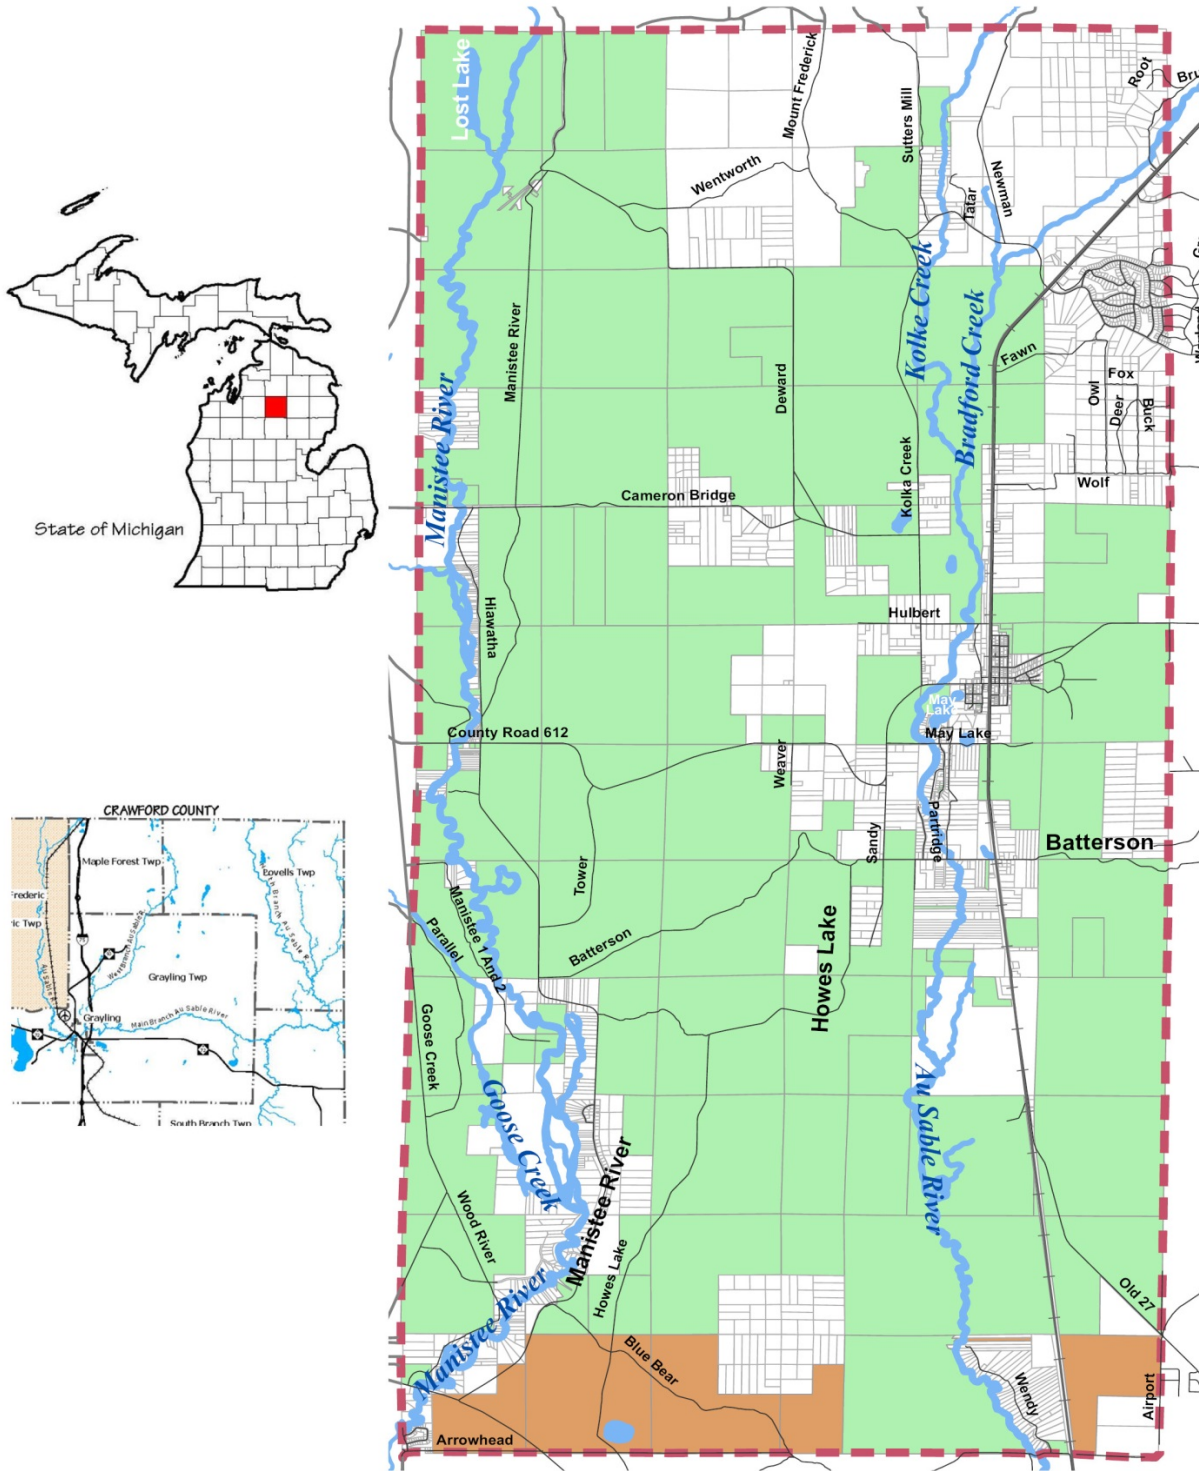 State of Michigan
CRAWFORD COUNTY
Maple Forest Twp
Lovells Twp
Frederic
ric Twp
Grayling Twp
Grayling
Main Branch Au Sable River
South Branch Twp
Lost Lake
Mount Frederick
Sutters Mill
Root
Wentworth
Tafar
Newman
Manistee River
Kolke Creek
Bradford Creek
Manistee River
Deward
Fawn
Fox
Owl
Deer
Buck
Wolf
Cameron Bridge
Kolka Creek
Hiawatha
Hulbert
May
Lake
County Road 612
May Lake
Weaver
Sandy
Partridge
Batterson
Tower
Manistee 1 And 2
Parallel
Batterson
Howes Lake
Goose Creek
Goose Creek
Au Sable River
Wood River
Manistee River
Howes Lake
Manistee River
Old 27
Blue Bear
Wendy
Airport
Arrowhead